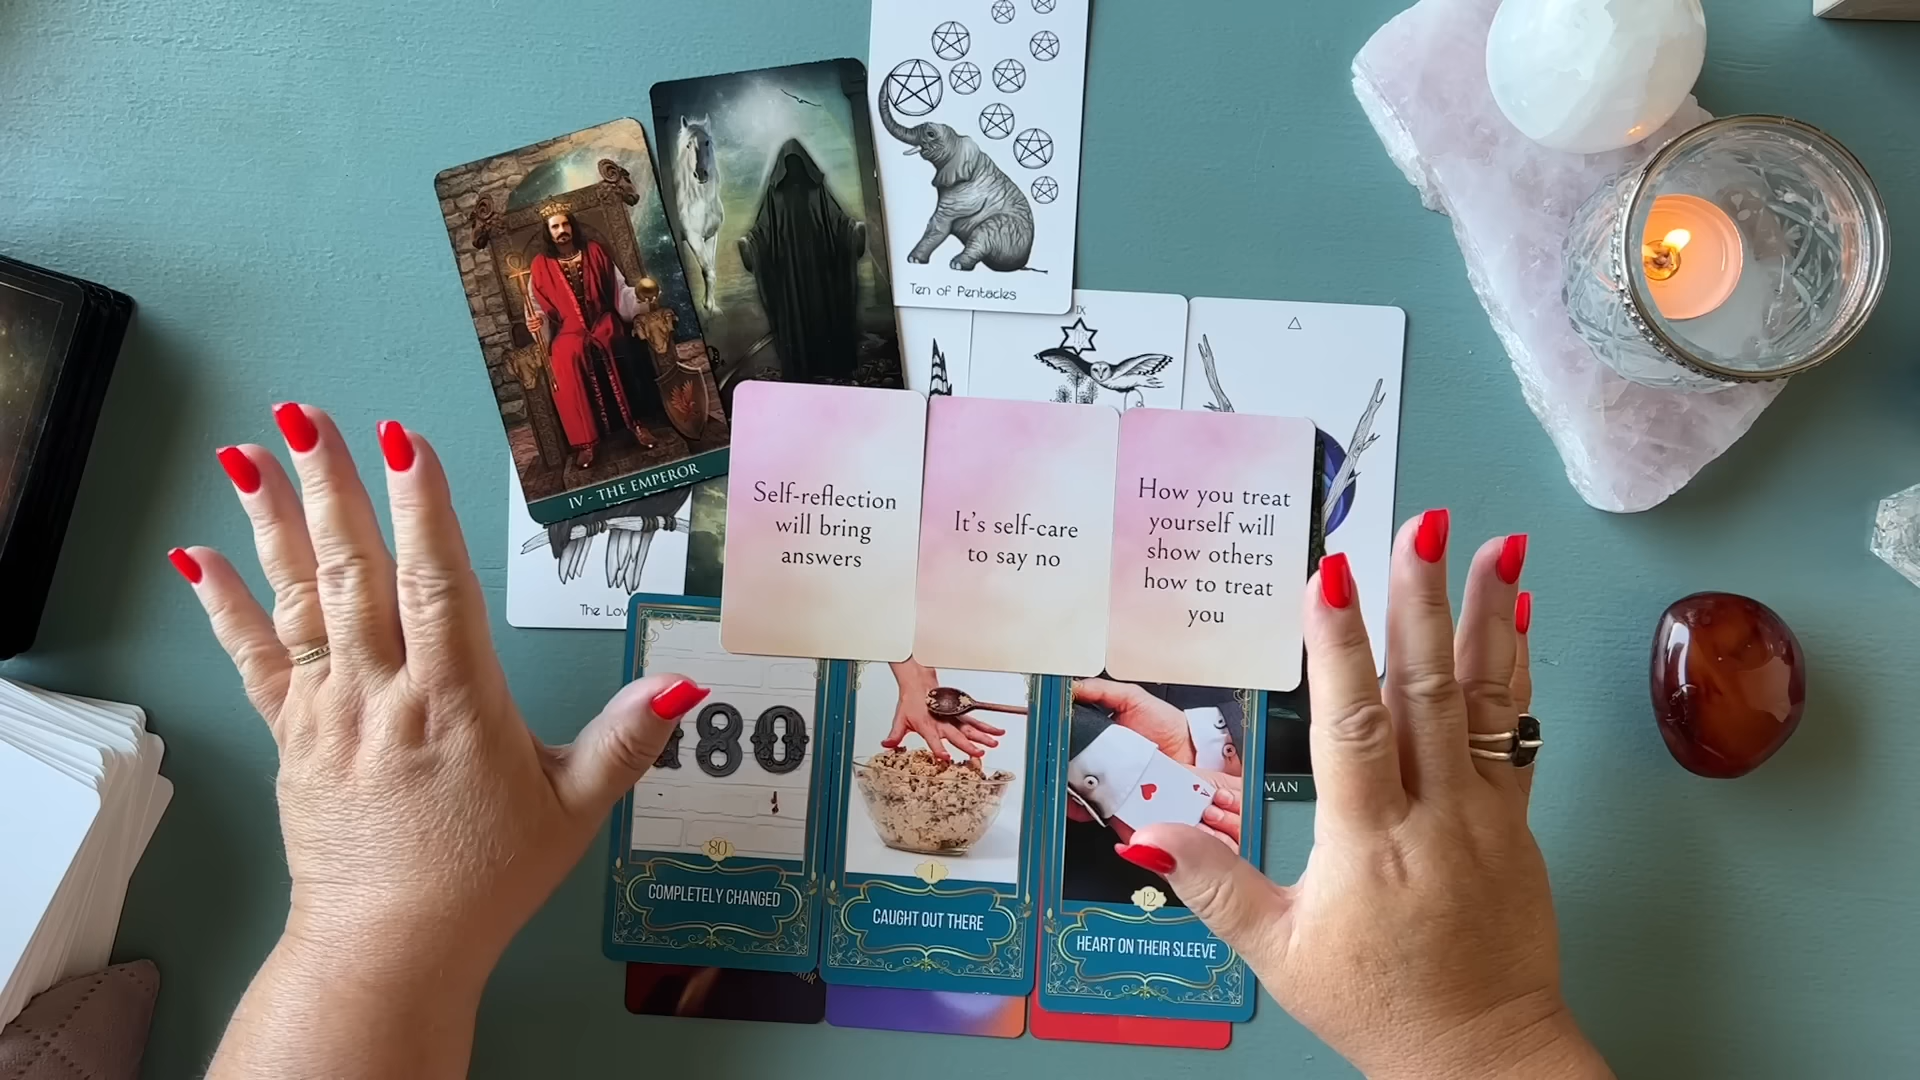 Ten of Pentacles
IX
IV - THE EMPEROR
Self-reflection
will bring
answers
It's self-care
to say no
How you treat
yourself will
show others
how to treat
you
The Lov
180
80
COMPLETELY CHANGED
1
CAUGHT OUT THERE
A
12
HEART ON THEIR SLEEVE
MAN